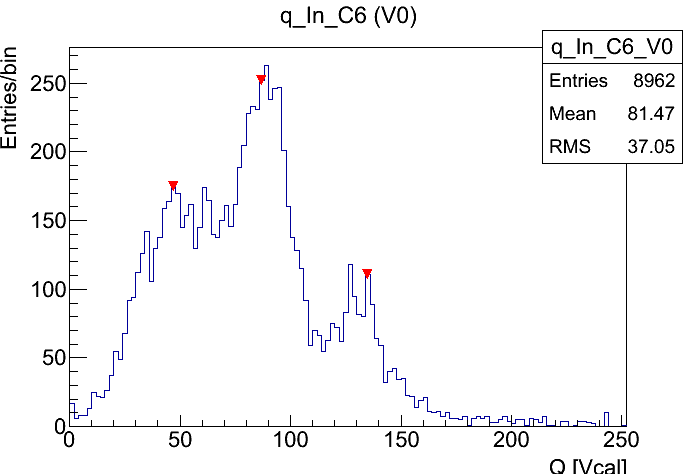 q_In_C6 (V0)
q_In_C6_V0
Entries 8962
Mean 81.47
RMS 37.05
Entries/bin
250
200
150
100
50
0
0 50 100 150 200 250
Q [Vcal]